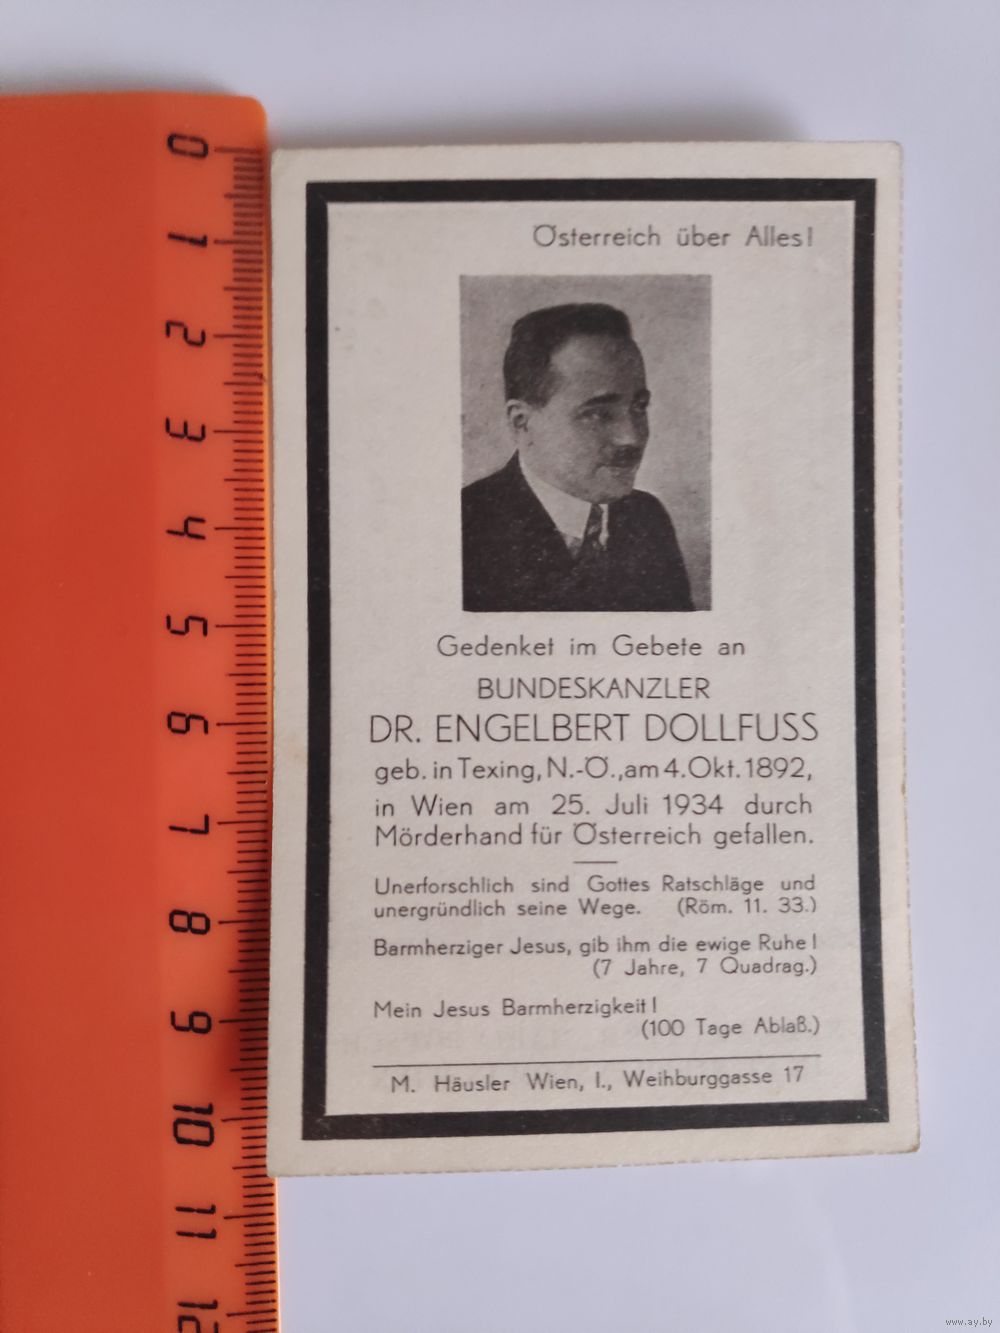 0
1
2
3
4
5
6
7
8
9
10
11
12
Österreich über Alles!
Gedenket im Gebete an
BUNDESKANZLER
DR. ENGELBERT DOLLFUSS
geb. in Texing, N.-Ö., am 4. Okt. 1892,
in Wien am 25. Juli 1934 durch
Mörderhand für Österreich gefallen.
Unerforschlich sind Gottes Ratschläge und
unergründlich seine Wege. (Röm. 11. 33.)
Barmherziger Jesus, gib ihm die ewige Ruhe!
(7 Jahre, 7 Quadrag.)
Mein Jesus Barmherzigkeit!
(100 Tage Ablaß.)
M. Häusler Wien, I., Weihburggasse 17
www.ay.by